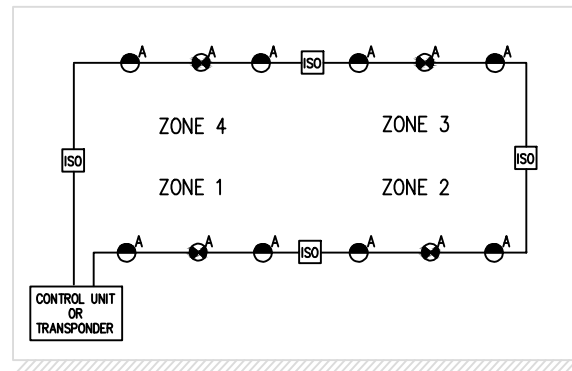 A A A ISO A A A
ZONE 4 ZONE 3
ISO ISO
ZONE 1 ZONE 2
A A A ISO A A A
CONTROL UNIT
OR
TRANSPONDER